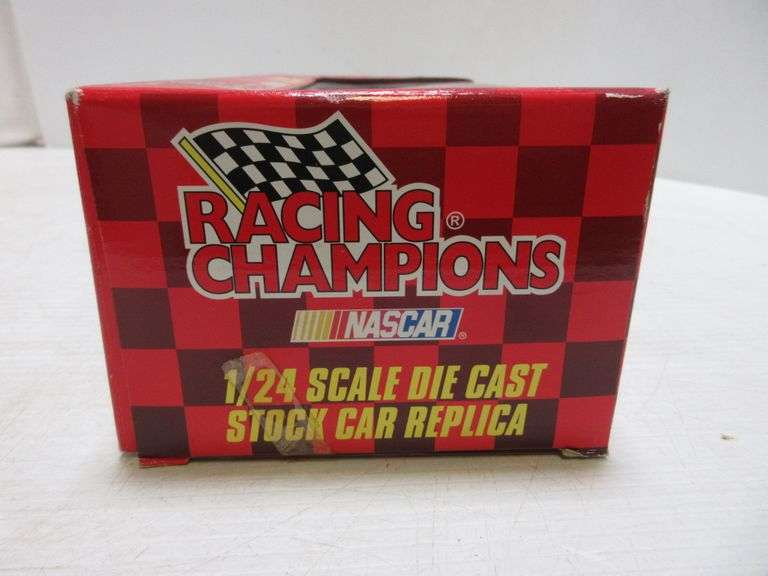 RACING ®
CHAMPIONS
NASCAR ®
1/24 SCALE DIE CAST
STOCK CAR REPLICA